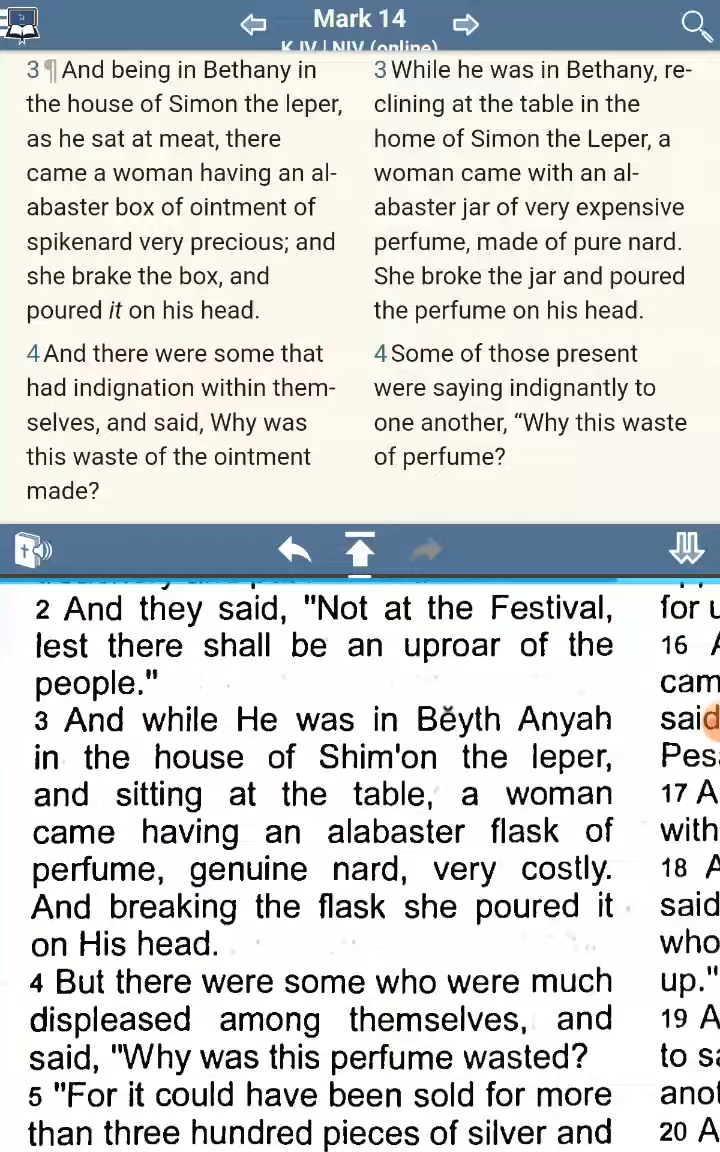 Mark 14
KJV | NIV (online)
3 ¶ And being in Bethany in
the house of Simon the leper,
as he sat at meat, there
came a woman having an al-
abaster box of ointment of
spikenard very precious; and
she brake the box, and
poured it on his head.
4 And there were some that
had indignation within them-
selves, and said, Why was
this waste of the ointment
made?
3 While he was in Bethany, re-
clining at the table in the
home of Simon the Leper, a
woman came with an al-
abaster jar of very expensive
perfume, made of pure nard.
She broke the jar and poured
the perfume on his head.
4 Some of those present
were saying indignantly to
one another, “Why this waste
of perfume?
2 And they said, "Not at the Festival,
lest there shall be an uproar of the
people."
3 And while He was in Bĕyth Anyah
in the house of Shim'on the leper,
and sitting at the table, a woman
came having an alabaster flask of
perfume, genuine nard, very costly.
And breaking the flask she poured it
on His head.
4 But there were some who were much
displeased among themselves, and
said, "Why was this perfume wasted?
5 "For it could have been sold for more
than three hundred pieces of silver and
for
16
cam
said
Pes
17 A
with
18 A
said
who
up."
19 A
to s
anot
20 A